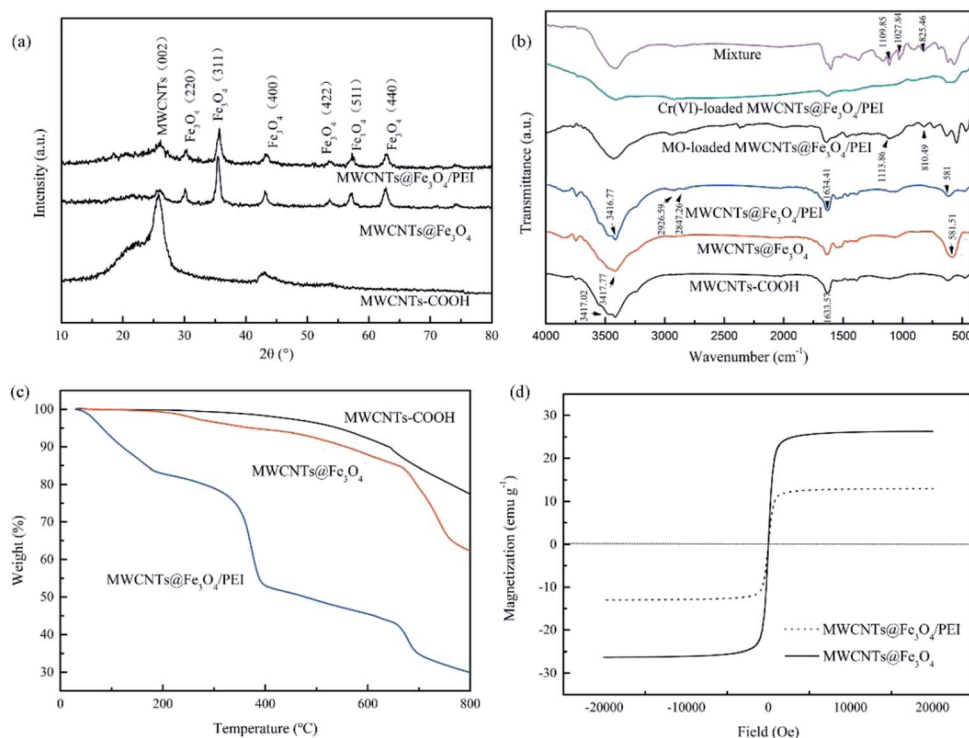 (a)
MWCNTs (002)
Fe3O4 (220)
Fe3O4 (311)
Fe3O4 (400)
Fe3O4 (422)
Fe3O4 (511)
Fe3O4 (440)
MWCNTs@Fe3O4/PEI
MWCNTs@Fe3O4
MWCNTs-COOH
Intensity (a.u.)
10 20 30 40 50 60 70 80
2θ (°)
(b)
1109.85
1027.84
825.46
Mixture
Cr(VI)-loaded MWCNTs@Fe3O4/PEI
MO-loaded MWCNTs@Fe3O4/PEI
1113.86
810.49
3416.77
2926.59
2847.26
1634.41
581
MWCNTs@Fe3O4/PEI
MWCNTs@Fe3O4
581.51
MWCNTs-COOH
3417.02
3417.77
1633.57
Transmittance (a.u.)
4000 3500 3000 2500 2000 1500 1000 500
Wavenumber (cm-1)
(c)
100
90
80
70
60
50
40
30
MWCNTs-COOH
MWCNTs@Fe3O4
MWCNTs@Fe3O4/PEI
Weight (%)
0 200 400 600 800
Temperature (ºC)
(d)
30
20
10
0
-10
-20
-30
Magnetization (emu g-1)
MWCNTs@Fe3O4/PEI
MWCNTs@Fe3O4
-20000 -10000 0 10000 20000
Field (Oe)